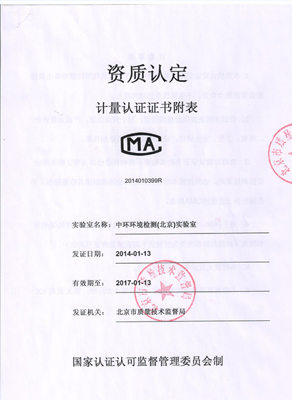 资质认定
计量认证证书附表
CMA
2014010399R
实验室名称：中环环境检测(北京)实验室
发证日期：2014-01-13
有效期至：2017-01-13
发证机关：北京市质量技术监督局
国家认证认可监督管理委员会制